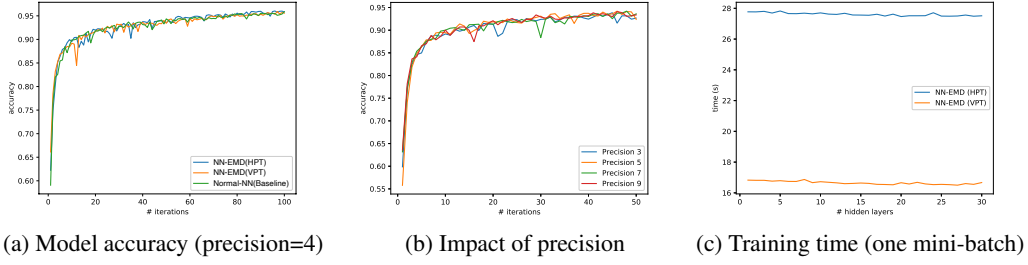 0.95
0.90
0.85
0.80
0.75
0.70
0.65
0.60
accuracy
0
20
40
60
80
100
# iterations
NN-EMD(HPT)
NN-EMD(VPT)
Normal-NN(Baseline)
0.95
0.90
0.85
0.80
0.75
0.70
0.65
0.60
0.55
accuracy
0
10
20
30
40
50
# iterations
Precision 3
Precision 5
Precision 7
Precision 9
28
26
24
22
20
18
16
time (s)
0
5
10
15
20
25
30
# hidden layers
NN-EMD (HPT)
NN-EMD (VPT)
(a) Model accuracy (precision=4)
(b) Impact of precision
(c) Training time (one mini-batch)